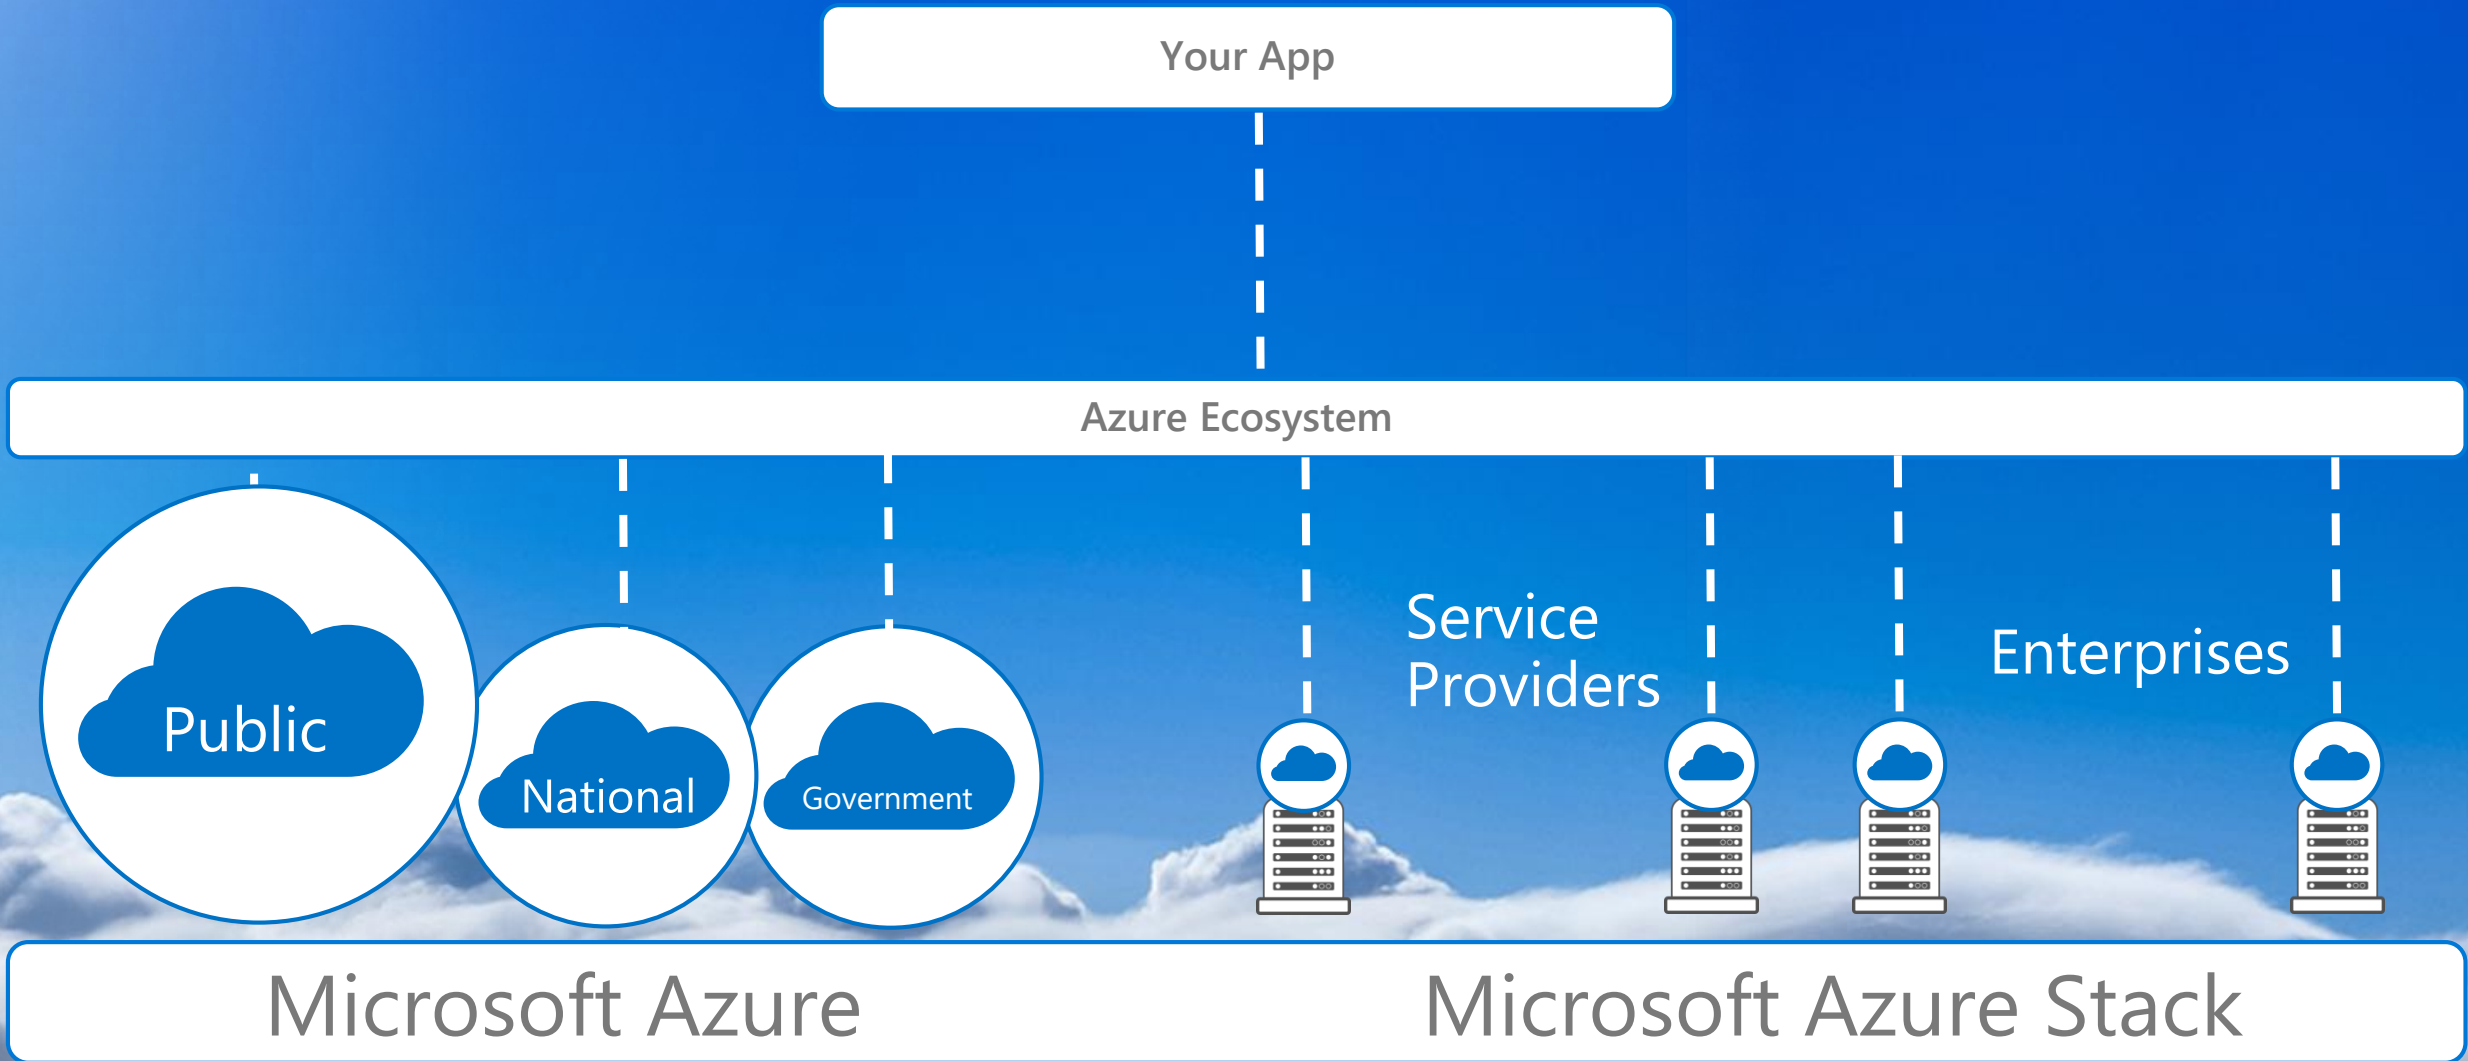 Your App
Azure Ecosystem
Public
National
Government
Service
Providers
Enterprises
Microsoft Azure
Microsoft Azure Stack